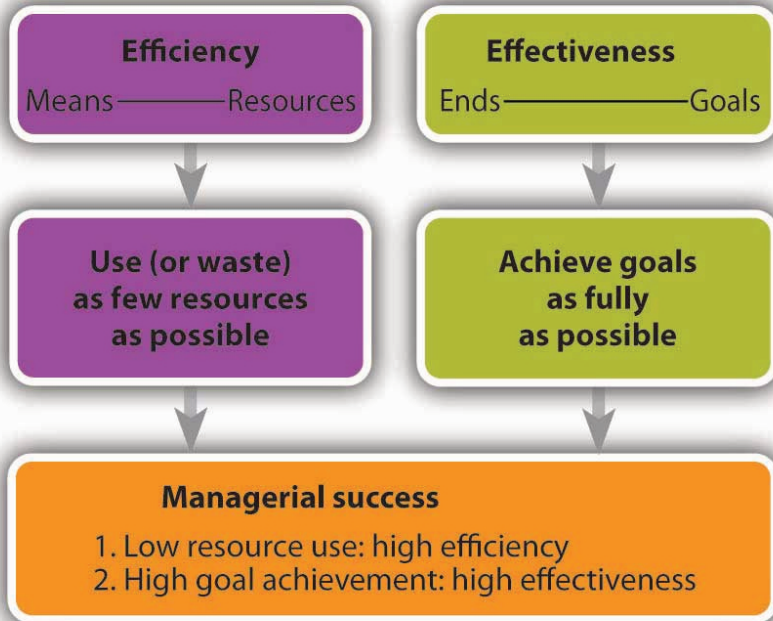 Efficiency
Means Resources
Use (or waste)
as few resources
as possible
Effectiveness
Ends Goals
Achieve goals
as fully
as possible
Managerial success
1. Low resource use: high efficiency
2. High goal achievement: high effectiveness